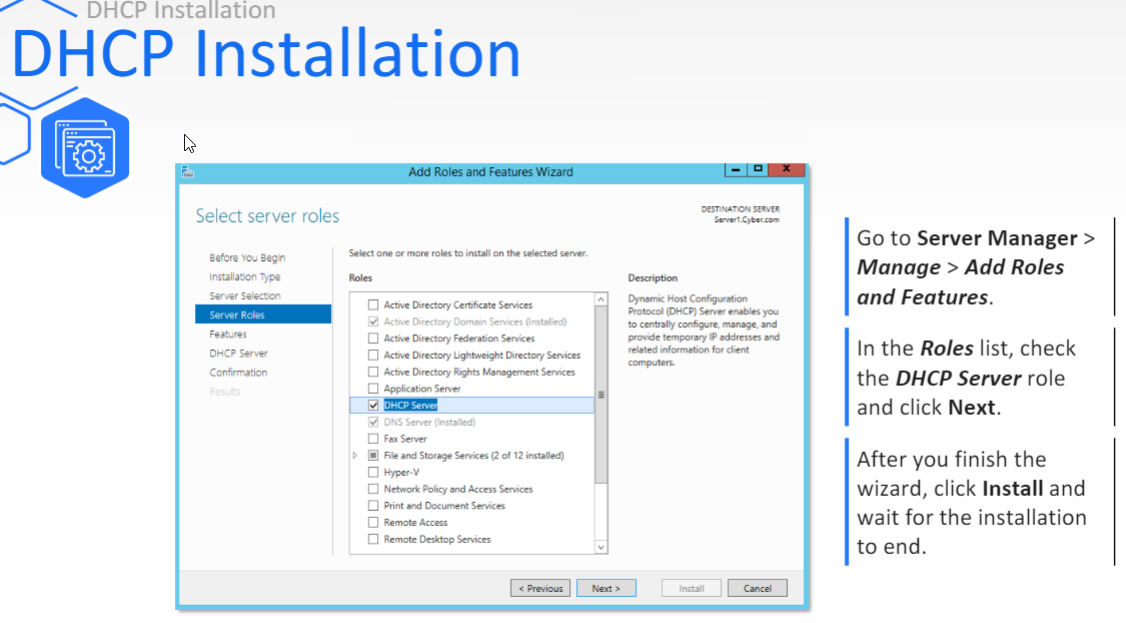 DHCP Installation
DHCP Installation
Add Roles and Features Wizard
Select server roles
DESTINATION SERVER
Server1.Cyber.com
Before You Begin
Installation Type
Server Selection
Server Roles
Features
DHCP Server
Confirmation
Results
Select one or more roles to install on the selected server.
Roles
Active Directory Certificate Services
Active Directory Domain Services (Installed)
Active Directory Federation Services
Active Directory Lightweight Directory Services
Active Directory Rights Management Services
Application Server
DHCP Server
DNS Server (Installed)
Fax Server
File and Storage Services (2 of 12 installed)
Hyper-V
Network Policy and Access Services
Print and Document Services
Remote Access
Remote Desktop Services
Description
Dynamic Host Configuration
Protocol (DHCP) Server enables you
to centrally configure, manage, and
provide temporary IP addresses and
related information for client
computers.
< Previous
Next >
Install
Cancel
Go to Server Manager >
Manage > Add Roles
and Features.
In the Roles list, check
the DHCP Server role
and click Next.
After you finish the
wizard, click Install and
wait for the installation
to end.